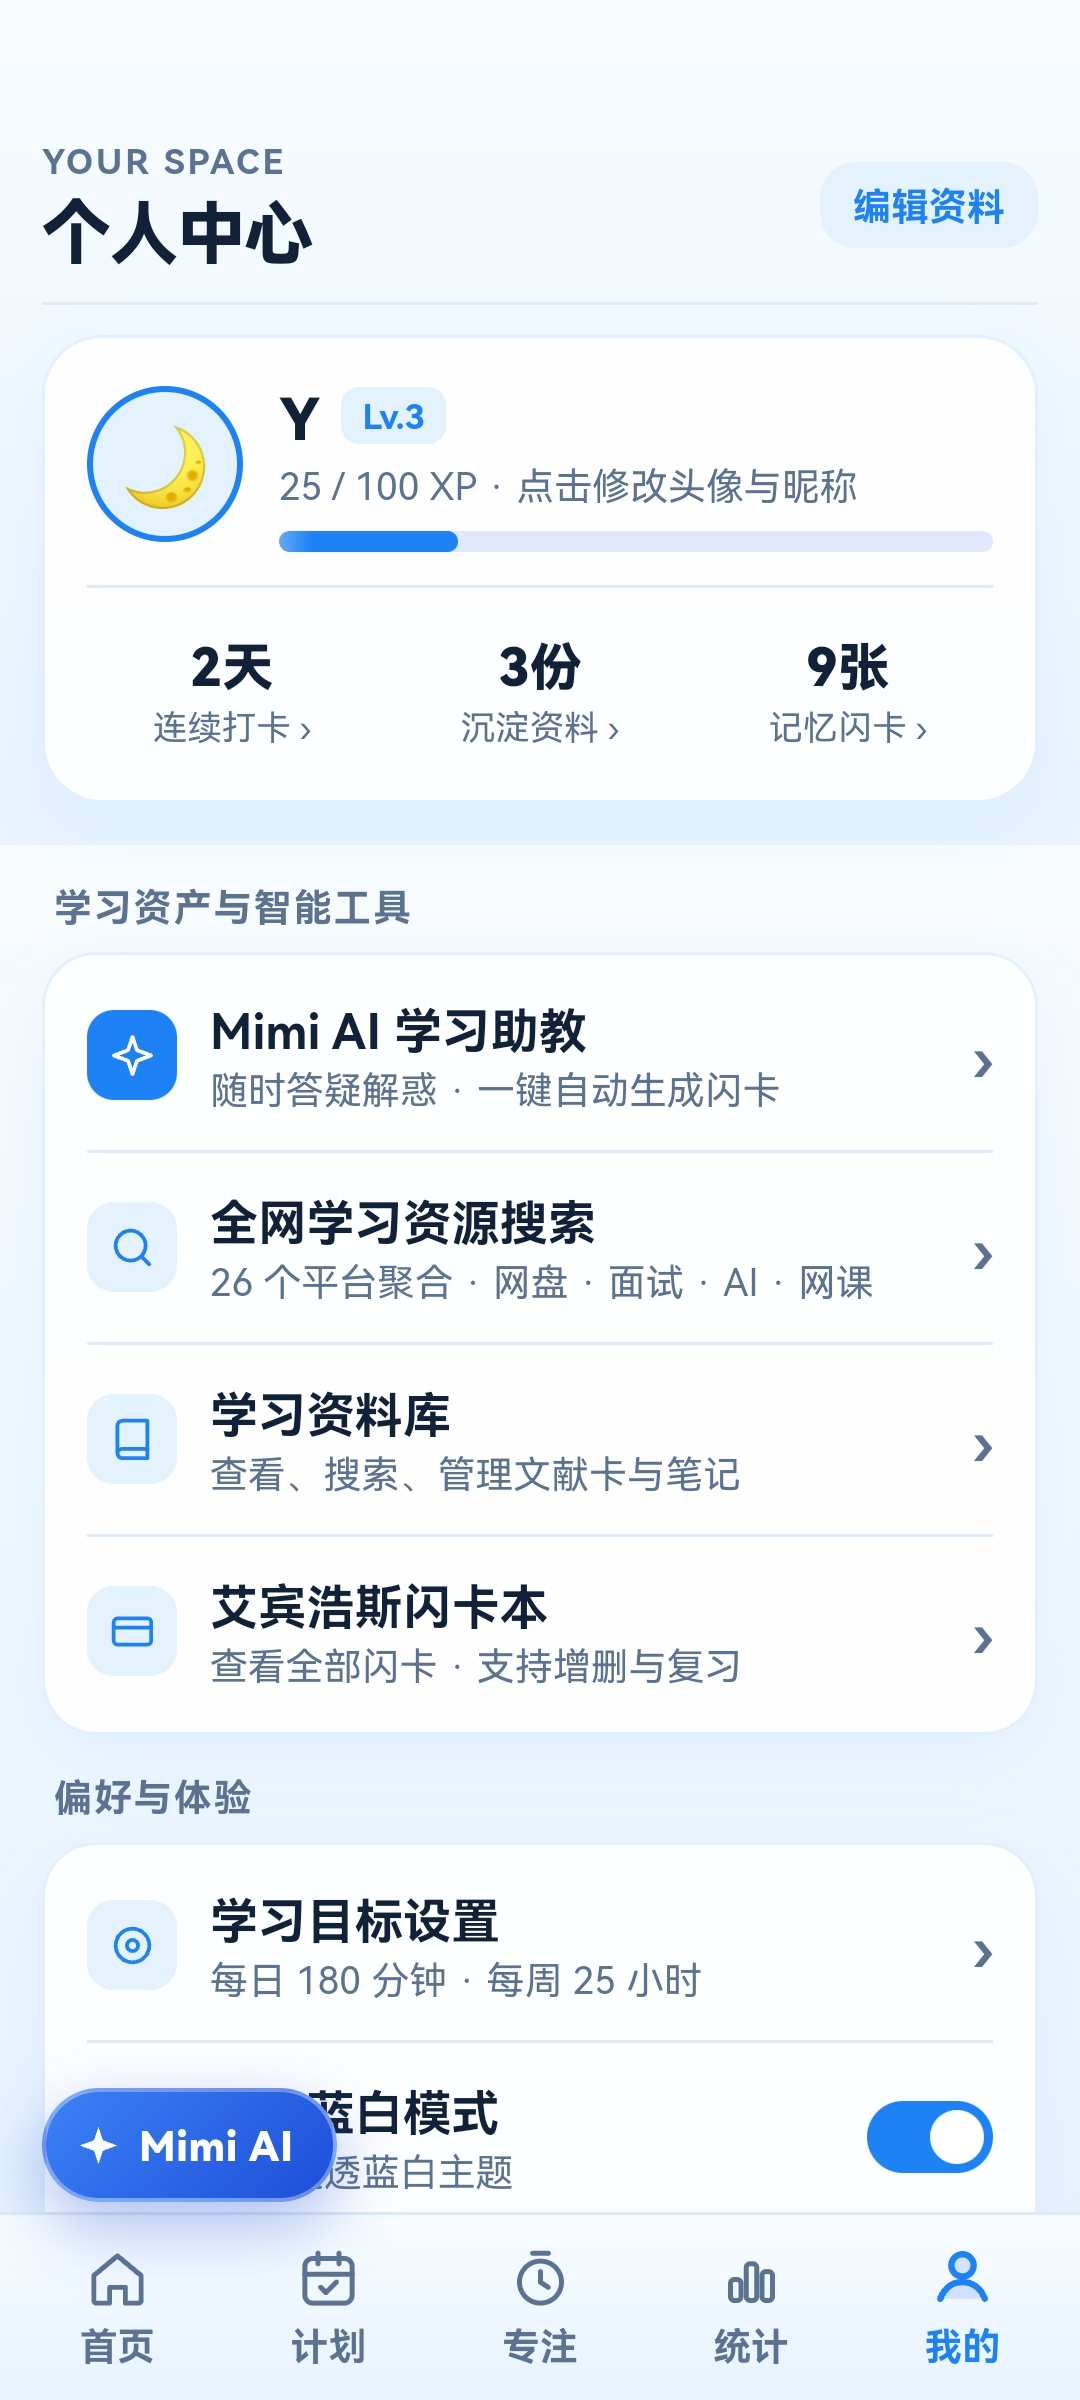 YOUR SPACE
个人中心
编辑资料
Y
Lv.3
25 / 100 XP · 点击修改头像与昵称
2天
3份
9张
连续打卡 ›
沉淀资料 ›
记忆闪卡 ›
学习资产与智能工具
Mimi AI 学习助教
随时答疑解惑 · 一键自动生成闪卡
全网学习资源搜索
26 个平台聚合 · 网盘 · 面试 · AI · 网课
学习资料库
查看、搜索、管理文献卡与笔记
艾宾浩斯闪卡本
查看全部闪卡 · 支持增删与复习
偏好与体验
学习目标设置
每日 180 分钟 · 每周 25 小时
蓝白模式
透蓝白主题
Mimi AI
首页
计划
专注
统计
我的